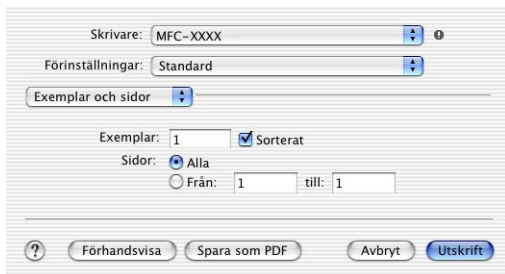 Skrivare: MFC-XXXX
Förinställningar: Standard
Exemplar och sidor
Exemplar: 1 Sorterat
Sidor: Alla
Från: 1 till: 1
? Förhandsvisa Spara som PDF Avbryt Utskrift